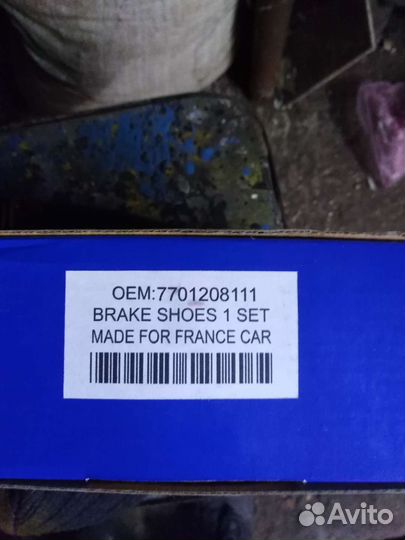 OEM:7701208111
BRAKE SHOES 1 SET
MADE FOR FRANCE CAR
Avito